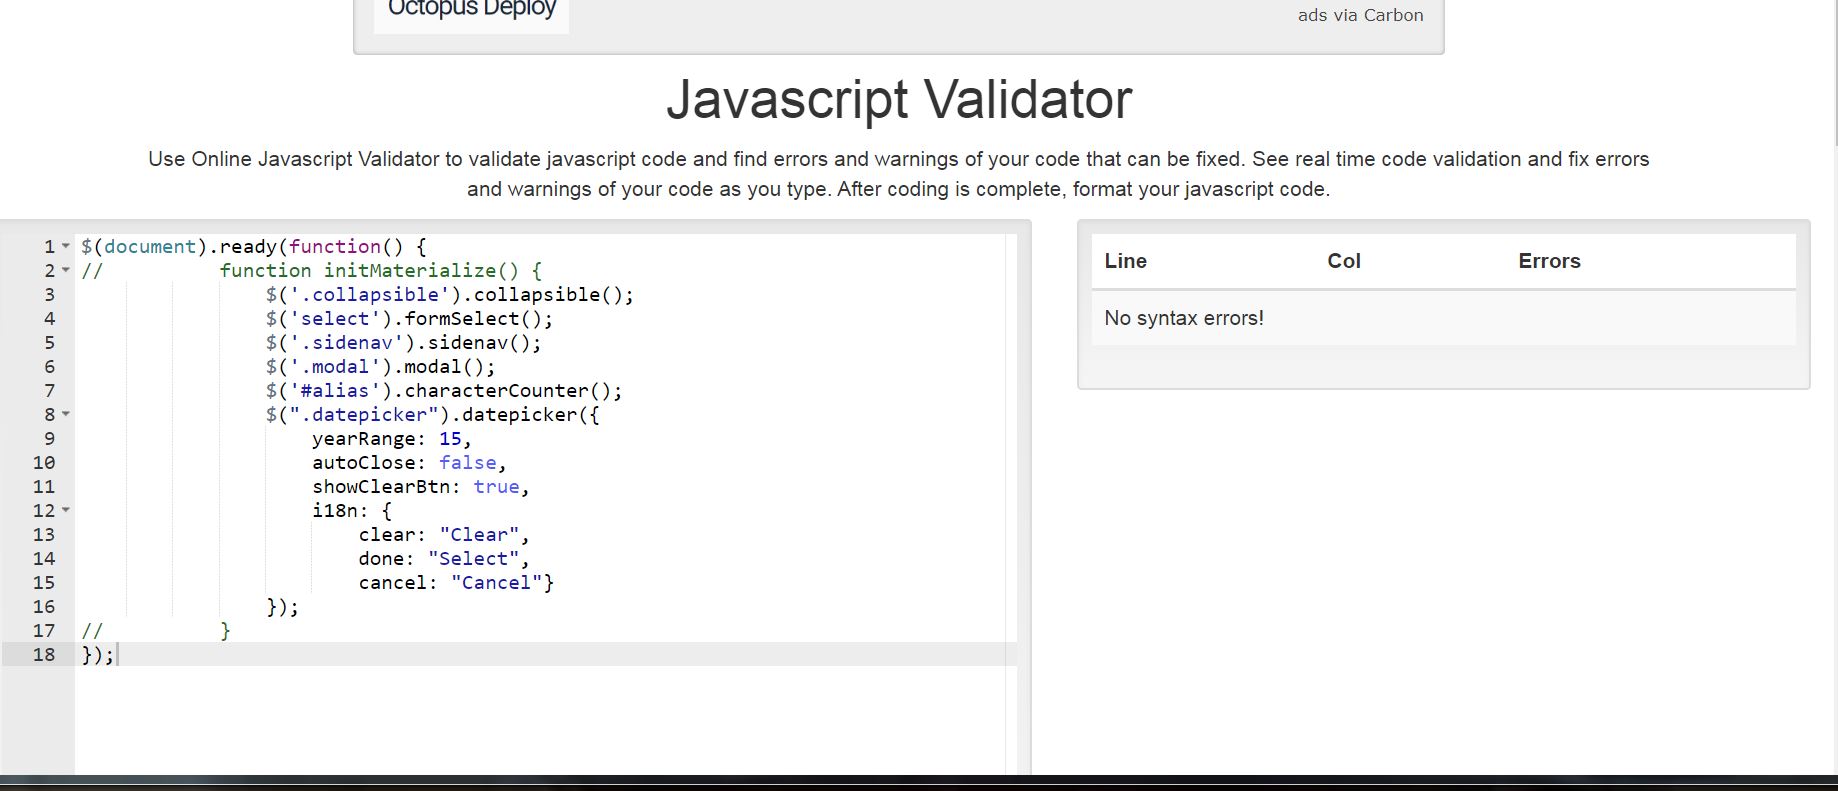 Octopus Deploy
ads via Carbon
Javascript Validator
Use Online Javascript Validator to validate javascript code and find errors and warnings of your code that can be fixed. See real time code validation and fix errors
and warnings of your code as you type. After coding is complete, format your javascript code.
1 $(document).ready(function() {
2 //          function initMaterialize() {
3                 $('.collapsible').collapsible();
4                 $('select').formSelect();
5                 $('.sidenav').sidenav();
6                 $('.modal').modal();
7                 $('#alias').characterCounter();
8                 $(".datepicker").datepicker({
9                     yearRange: 15,
10                     autoClose: false,
11                     showClearBtn: true,
12                     i18n: {
13                         clear: "Clear",
14                         done: "Select",
15                         cancel: "Cancel"}
16                 });
17 //          }
18 });
Line Col Errors
No syntax errors!